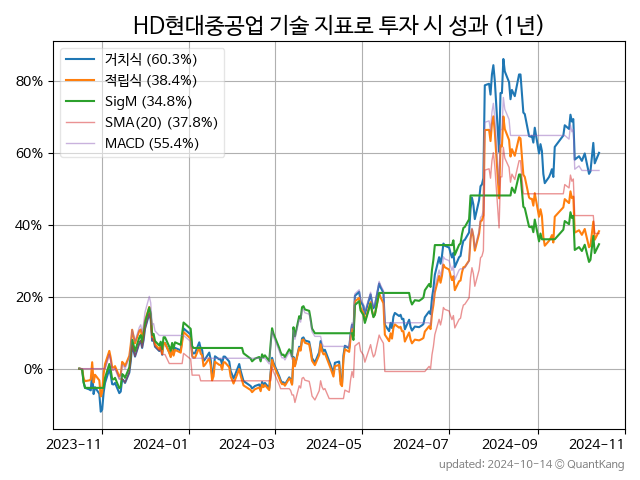 HD현대중공업 기술 지표로 투자 시 성과 (1년)
거치식 (60.3%)
적립식 (38.4%)
SigM (34.8%)
SMA(20) (37.8%)
MACD (55.4%)
80%
60%
40%
20%
0%
2023-11 2024-01 2024-03 2024-05 2024-07 2024-09 2024-11
updated: 2024-10-14 © QuantKang